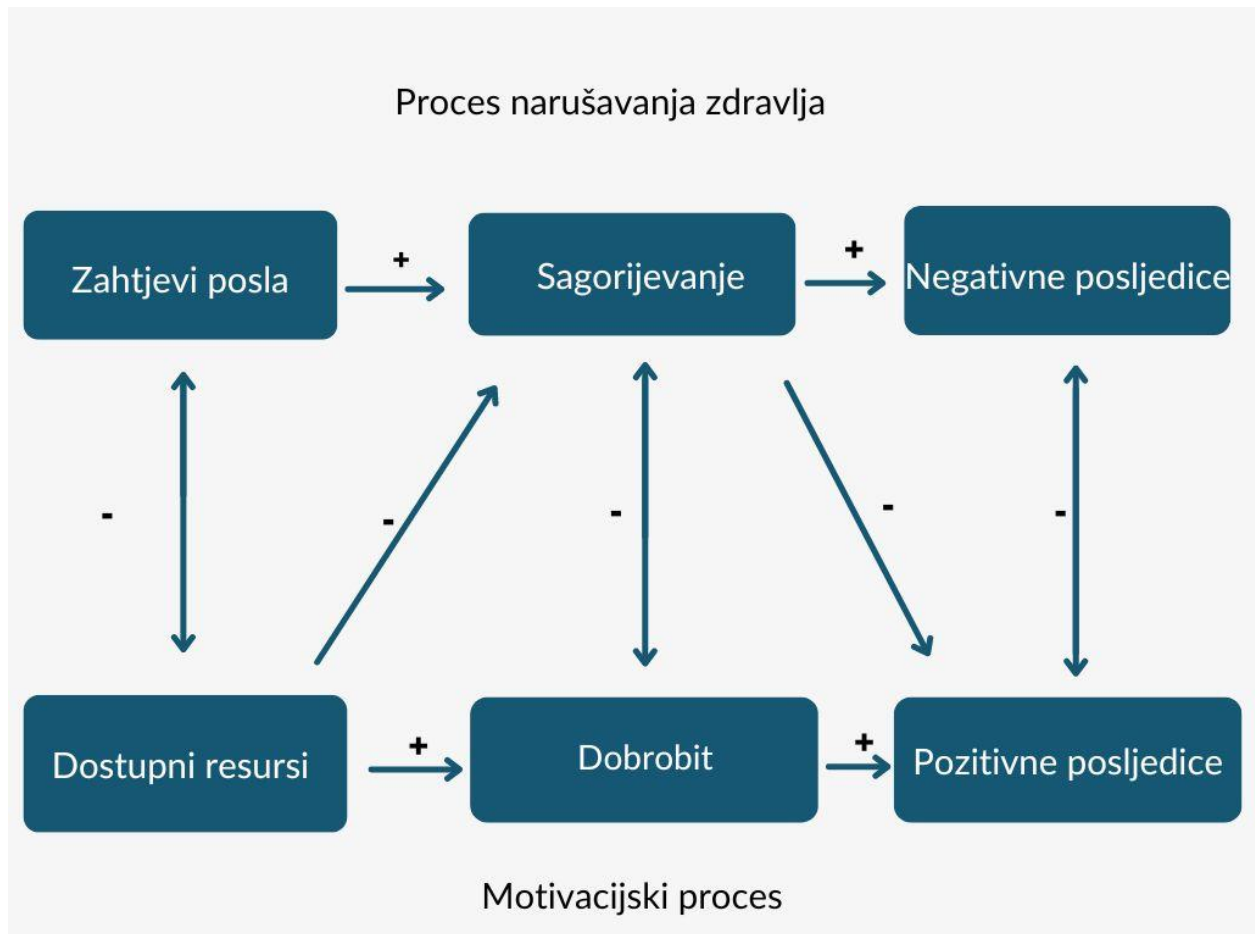 Proces narušavanja zdravlja
Zahtjevi posla
+
Sagorijevanje
+
Negativne posljedice
-
-
-
-
-
Dostupni resursi
+
Dobrobit
+
Pozitivne posljedice
Motivacijski proces